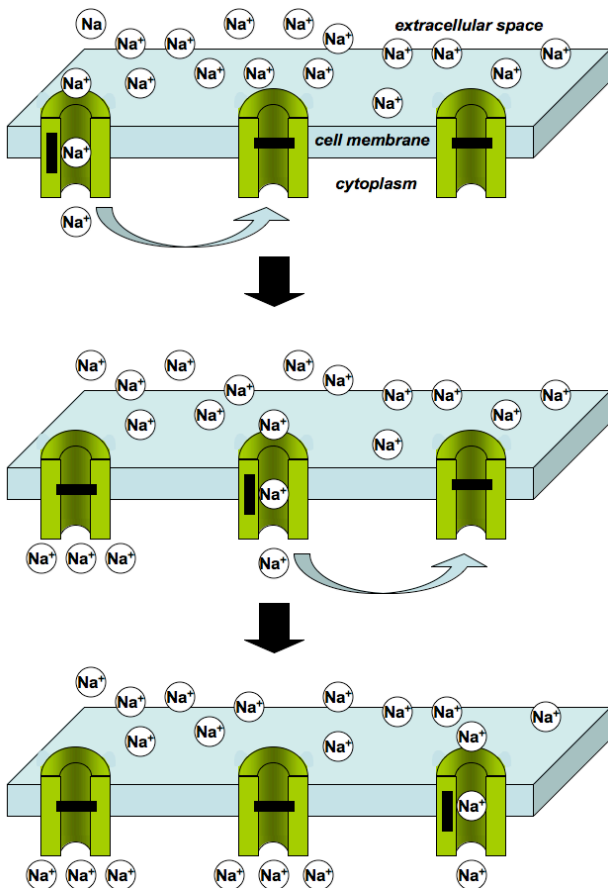 Na Na⁺ Na⁺ extracellular space
Na⁺ Na⁺ Na⁺
Na⁺ Na⁺ Na⁺
Na⁺ Na⁺ Na⁺ Na⁺ Na⁺ Na⁺
Na⁺
Na⁺ cell membrane
cytoplasm
Na⁺
Na⁺ Na⁺ Na⁺
Na⁺ Na⁺ Na⁺ Na⁺ Na⁺ Na⁺
Na⁺ Na⁺ Na⁺ Na⁺
Na⁺
Na⁺
Na⁺ Na⁺ Na⁺ Na⁺
Na⁺
Na⁺ Na⁺ Na⁺ Na⁺ Na⁺ Na⁺ Na⁺
Na⁺ Na⁺ Na⁺ Na⁺
Na⁺
Na⁺ Na⁺ Na⁺ Na⁺ Na⁺ Na⁺ Na⁺